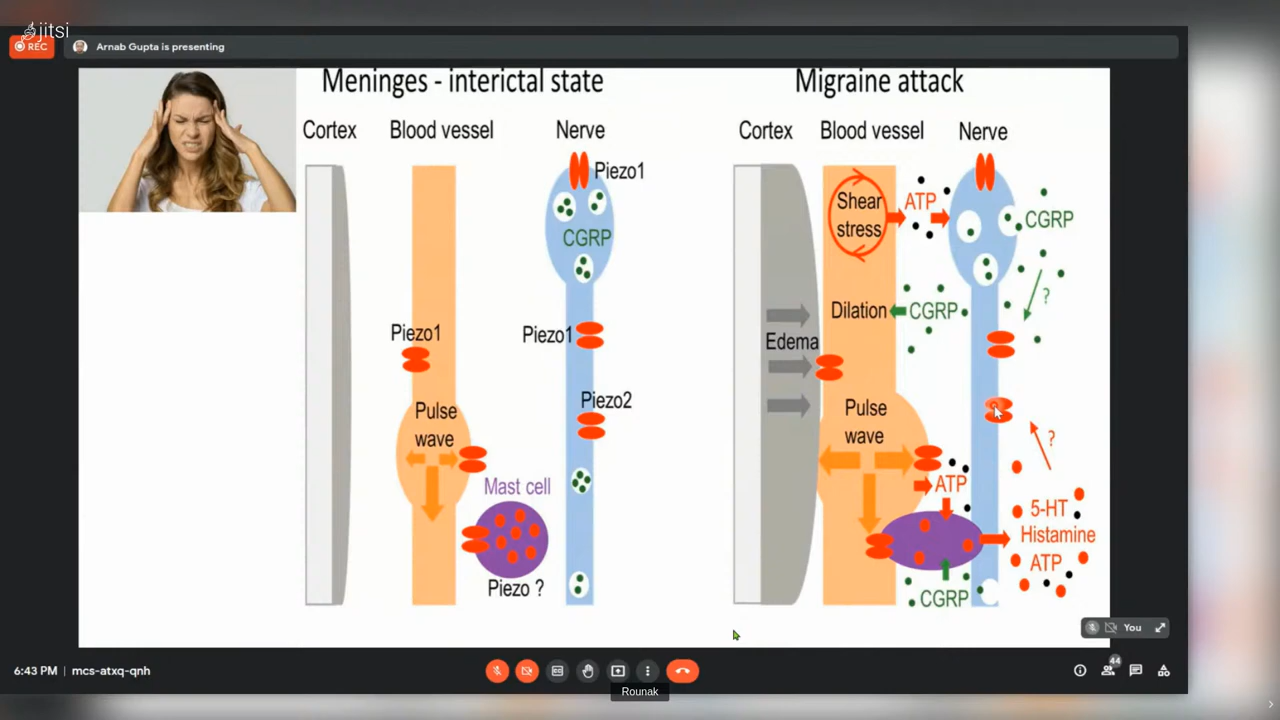 jitsi
REC
Arnab Gupta is presenting
Meninges - interictal state
Cortex
Blood vessel
Nerve
Piezo1
CGRP
Piezo1
Piezo1
Piezo2
Pulse
wave
Mast cell
Piezo ?
Migraine attack
Cortex
Blood vessel
Nerve
Shear
stress
ATP
CGRP
?
Dilation
CGRP
Edema
Pulse
wave
?
ATP
5-HT
Histamine
ATP
CGRP
You
6:43 PM | mcs-atxq-qnh
44
Rounak